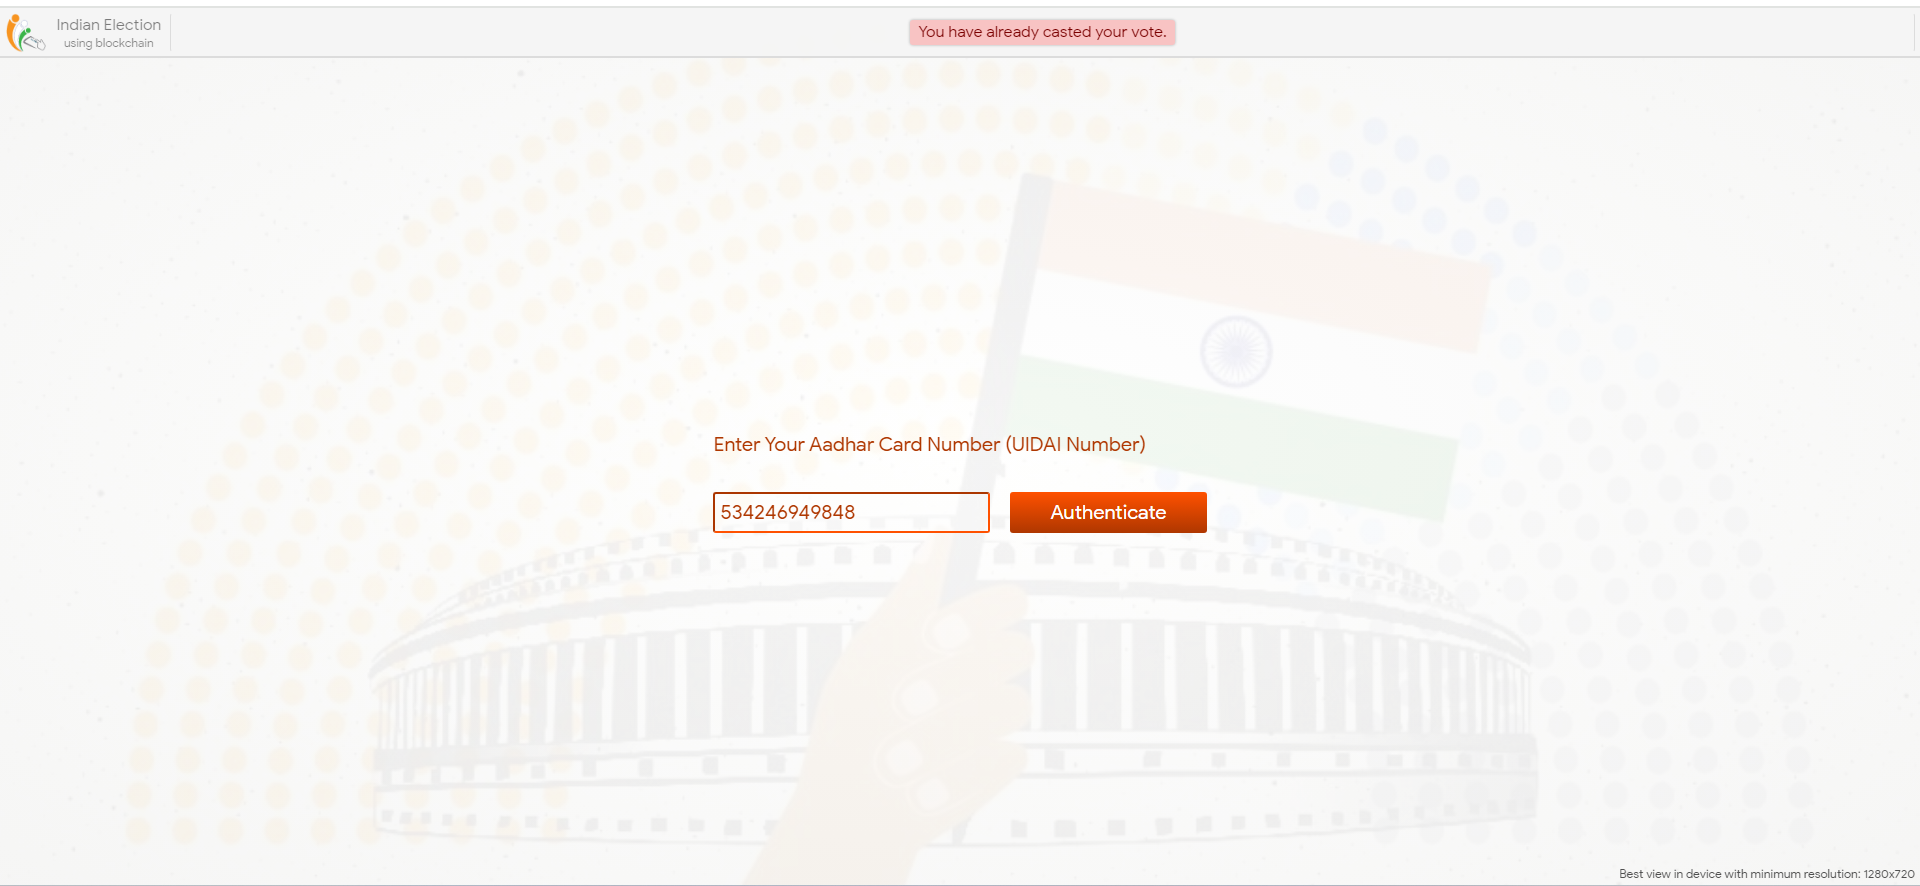 Indian Election
using blockchain
You have already casted your vote.
Enter Your Aadhar Card Number (UIDAI Number)
534246949848
Authenticate
Best view in device with minimum resolution: 1280x720